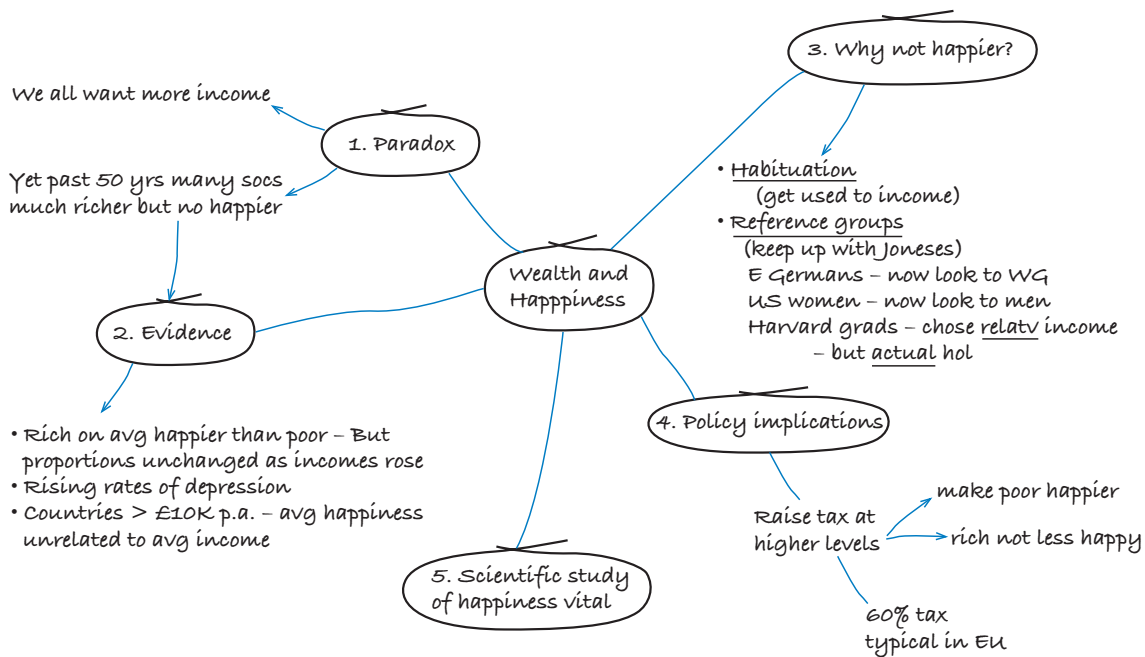 Wealth and
Happpiness
1. Paradox
We all want more income
Yet past 50 yrs many socs
much richer but no happier
2. Evidence
• Rich on avg happier than poor – But
proportions unchanged as incomes rose
• Rising rates of depression
• Countries > £10K p.a. – avg happiness
unrelated to avg income
3. Why not happier?
• Habituation
(get used to income)
• Reference groups
(keep up with Joneses)
E Germans – now look to WG
US women – now look to men
Harvard grads – chose relatv income
– but actual hol
4. Policy implications
Raise tax at
higher levels
make poor happier
rich not less happy
60% tax
typical in EU
5. Scientific study
of happiness vital